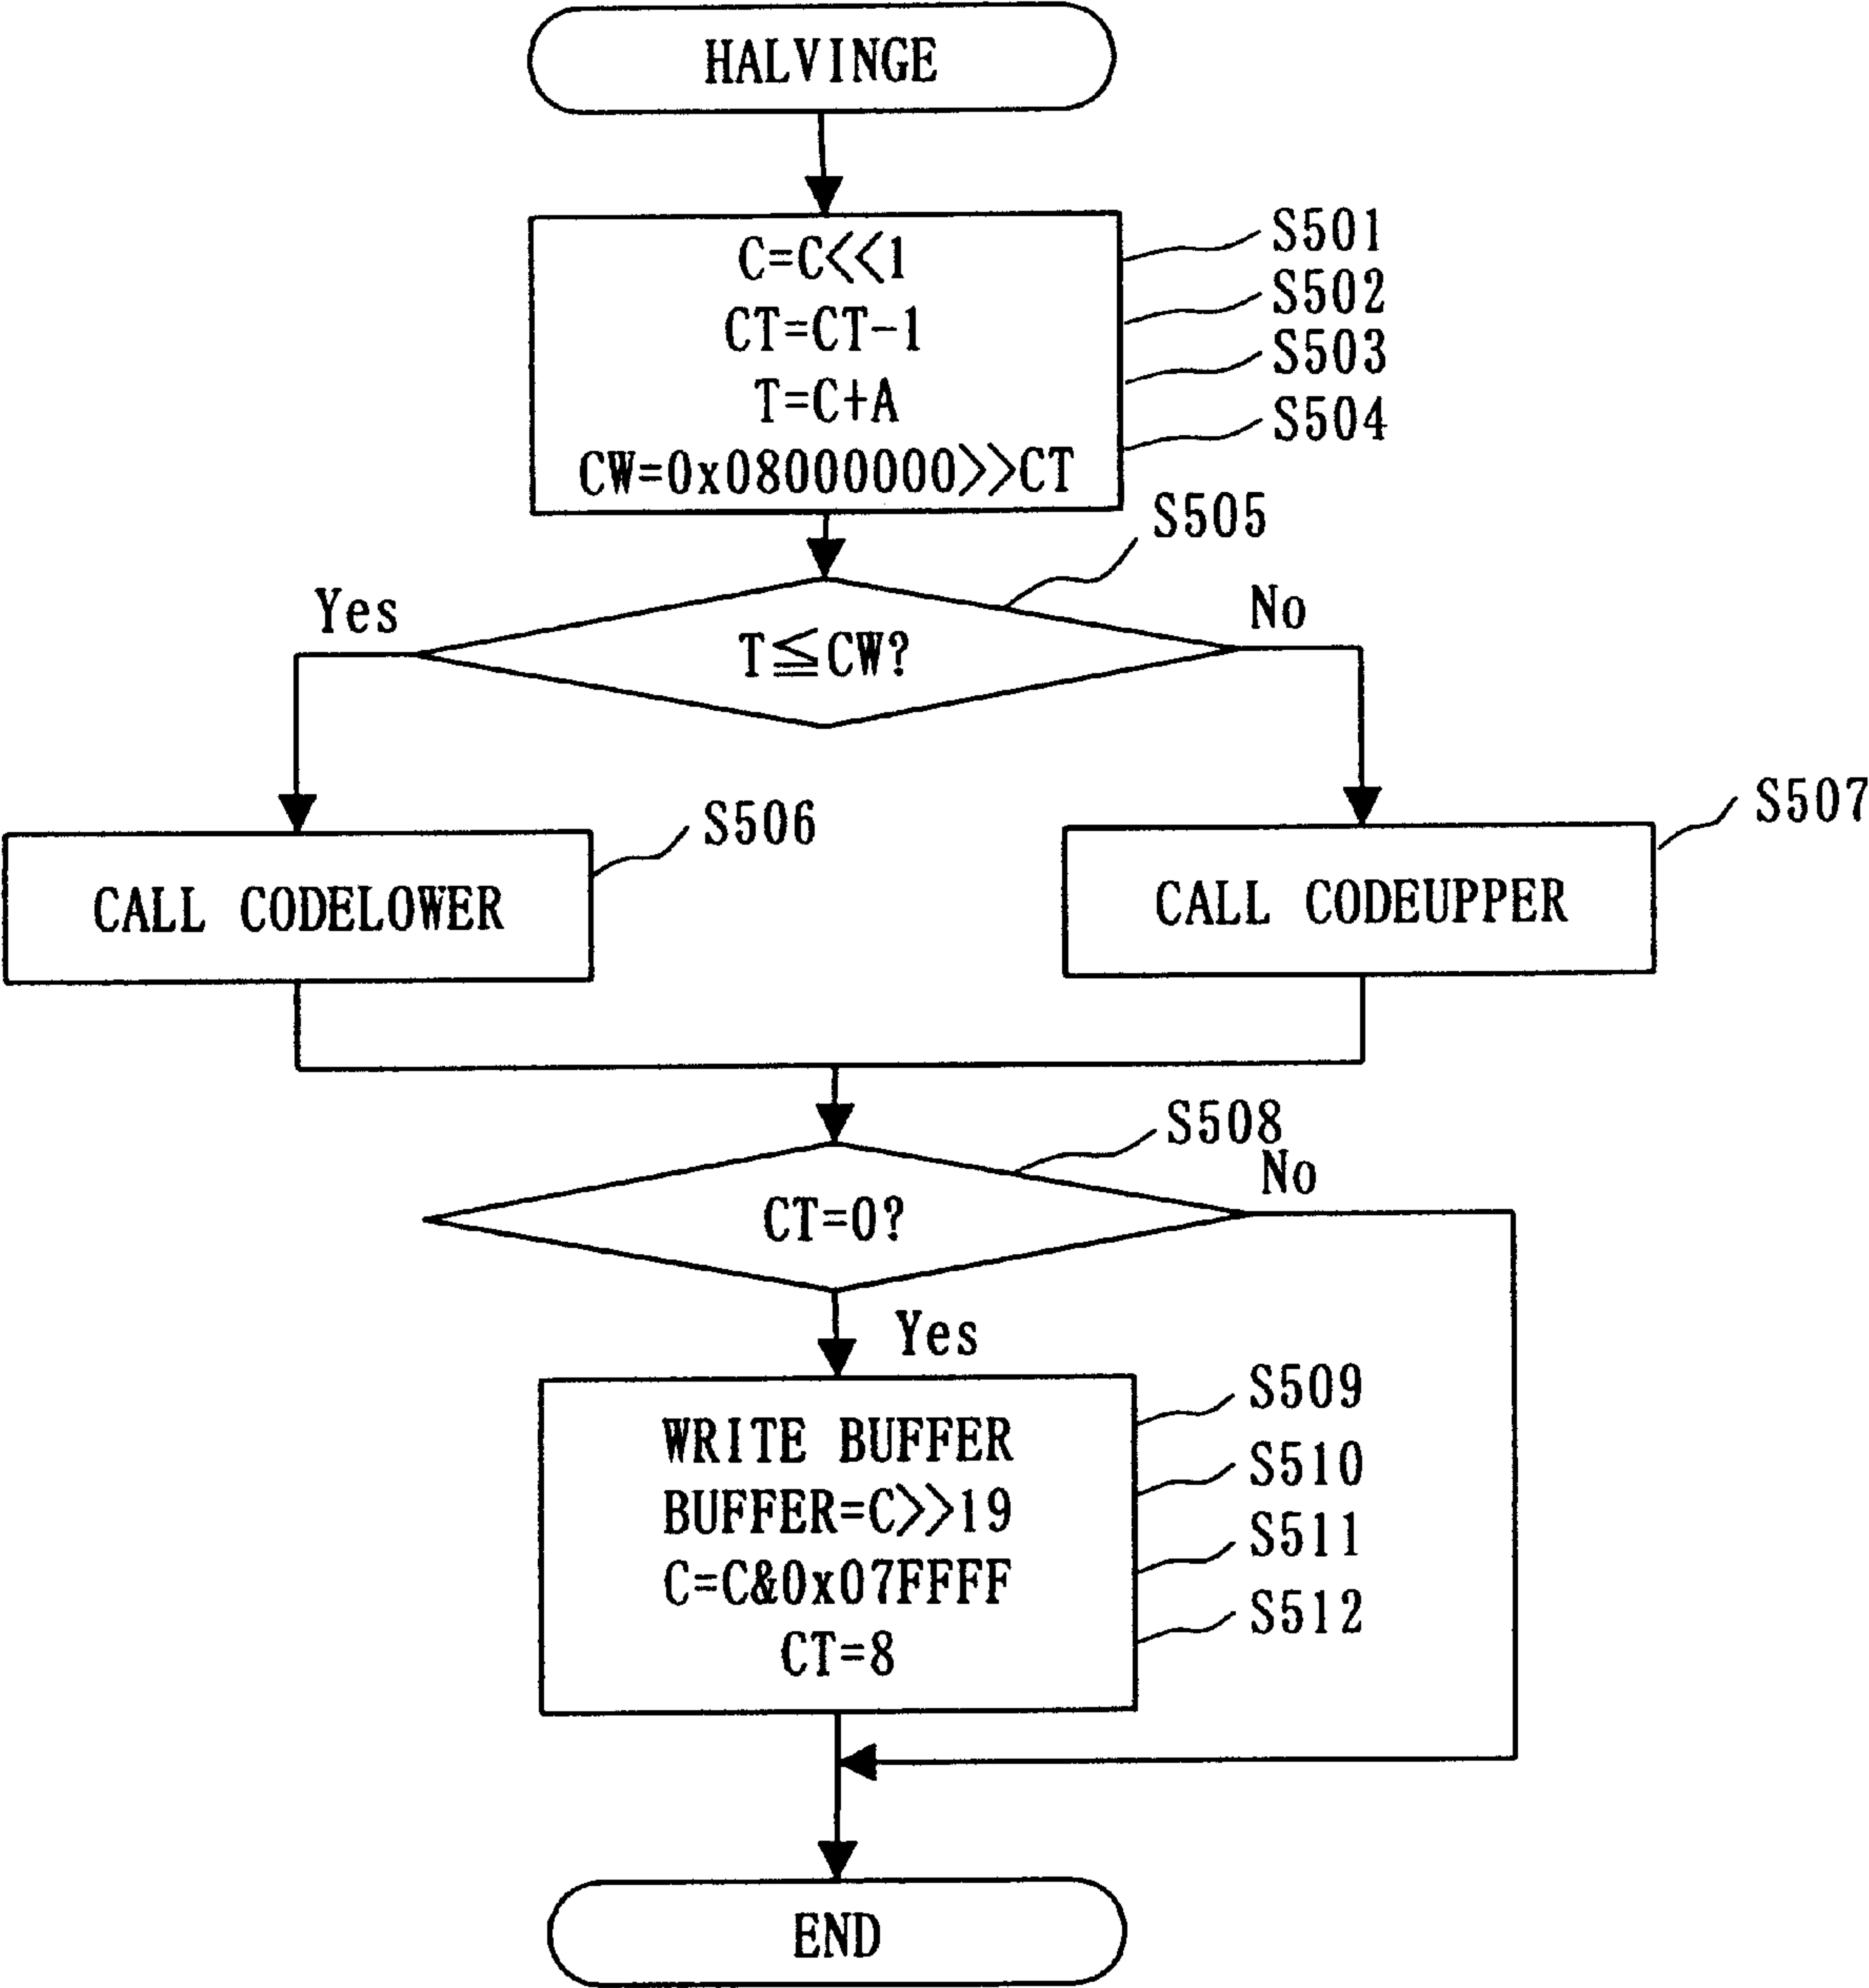 HALVINGE
C=C<<1
S501
CT=CT-1
S502
T=C+A
S503
CW=0x08000000>>CT
S504
S505
Yes
No
T≦CW?
S506
S507
CALL CODELOWER
CALL CODEUPPER
S508
No
CT=0?
Yes
WRITE BUFFER
S509
BUFFER=C>>19
S510
C=C&0x07FFFF
S511
CT=8
S512
END